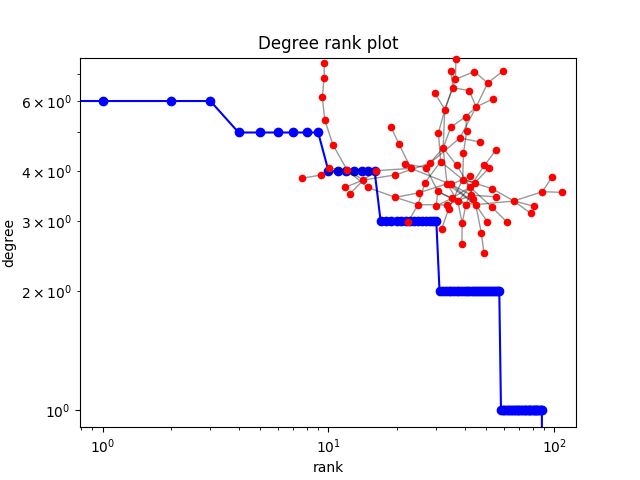 Degree rank plot
degree
6 × 10⁰
4 × 10⁰
3 × 10⁰
2 × 10⁰
10⁰
10⁰ 10¹ 10²
rank